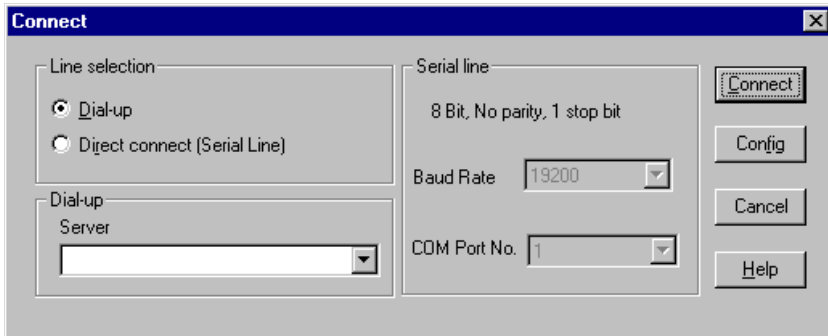 Connect
Line selection
Dial-up
Direct connect (Serial Line)
Dial-up
Server
Serial line
8 Bit, No parity, 1 stop bit
Baud Rate 19200
COM Port No. 1
Connect
Config
Cancel
Help